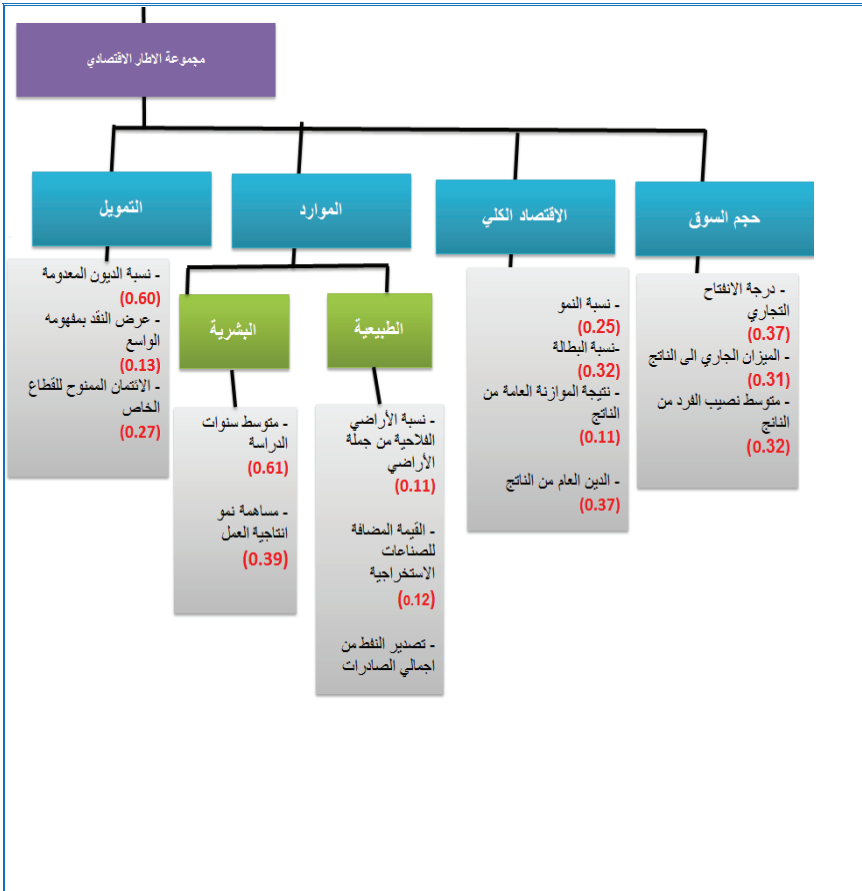 مجموعة الاطار الاقتصادي
حجم السوق
- درجة الانفتاح
التجاري
(0.37)
- الميزان الجاري الى الناتج
(0.31)
- متوسط نصيب الفرد من
الناتج
(0.32)
الاقتصاد الكلي
- نسبة النمو
(0.25)
-نسبة البطالة
(0.32)
- نتيجة الموازنة العامة من
الناتج
(0.11)
- الدين العام من الناتج
(0.37)
الموارد
الطبيعية
- نسبة الأراضي
الفلاحية من جملة
الأراضي
(0.11)
- القيمة المضافة
للصناعات
الاستخراجية
(0.12)
- تصدير النفط من
اجمالي الصادرات
البشرية
- متوسط سنوات
الدراسة
(0.61)
- مساهمة نمو
انتاجية العمل
(0.39)
التمويل
- نسبة الديون المعدومة
(0.60)
- عرض النقد بمفهومه
الواسع
(0.13)
- الائتمان الممنوح للقطاع
الخاص
(0.27)